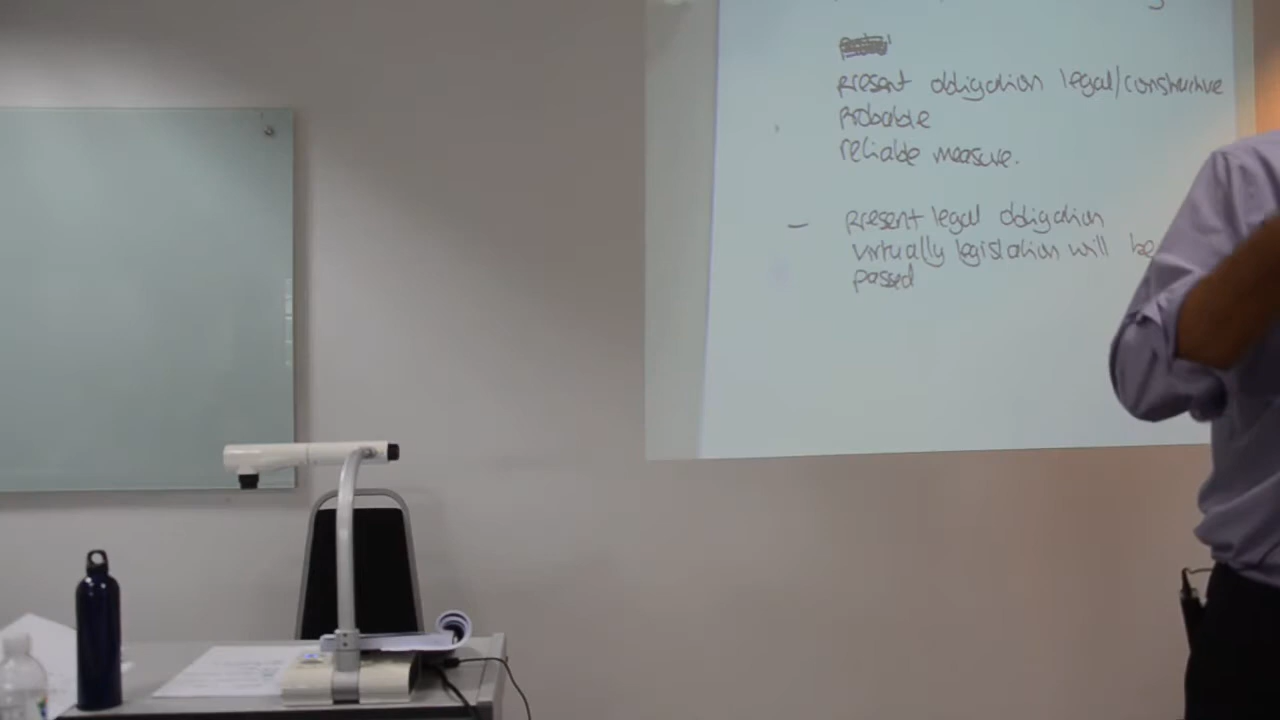 present obligation legal/constructive
probable
reliable measure.
– present legal obligation
virtually legislation will be
passed